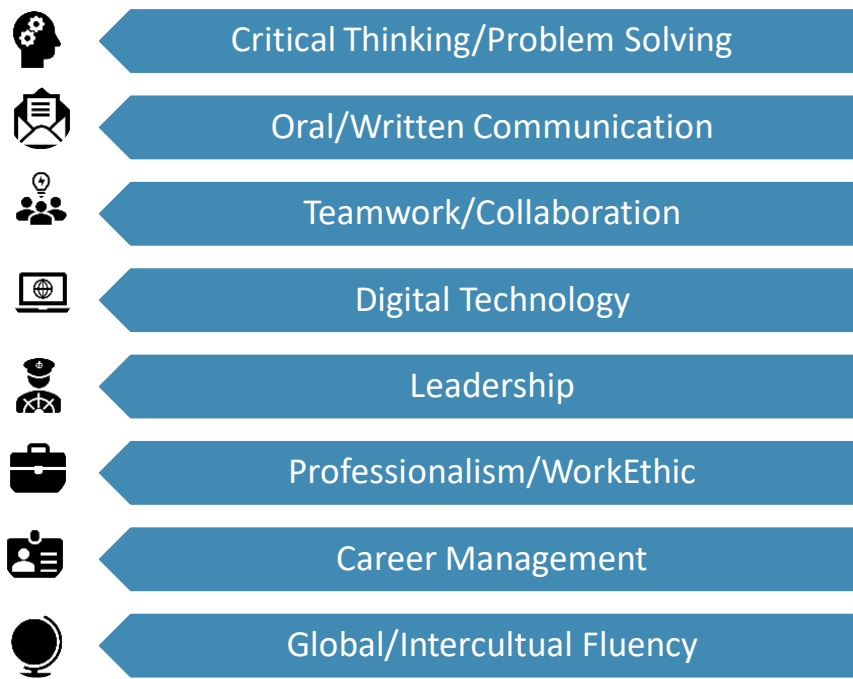 Critical Thinking/Problem Solving
Oral/Written Communication
Teamwork/Collaboration
Digital Technology
Leadership
Professionalism/WorkEthic
Career Management
Global/Intercultual Fluency